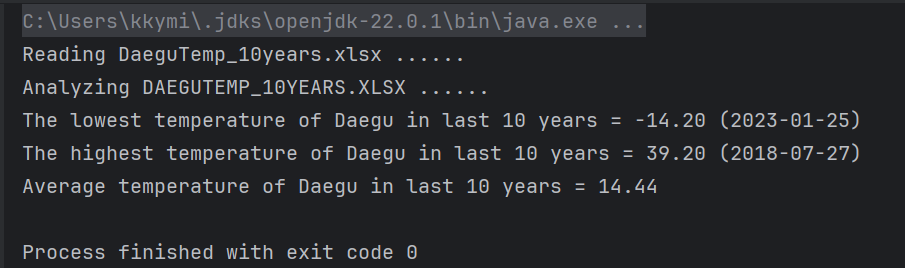 C:\Users\kkymi\.jdks\openjdk-22.0.1\bin\java.exe ...
Reading DaeguTemp_10years.xlsx ......
Analyzing DAEGUTEMP_10YEARS.XLSX ......
The lowest temperature of Daegu in last 10 years = -14.20 (2023-01-25)
The highest temperature of Daegu in last 10 years = 39.20 (2018-07-27)
Average temperature of Daegu in last 10 years = 14.44
Process finished with exit code 0